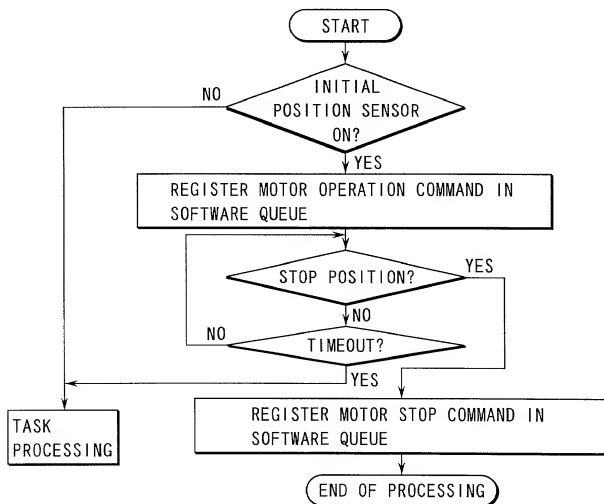 START
INITIAL
POSITION SENSOR
ON?
NO
YES
REGISTER MOTOR OPERATION COMMAND IN
SOFTWARE QUEUE
STOP POSITION?
YES
NO
NO
TIMEOUT?
YES
TASK
PROCESSING
REGISTER MOTOR STOP COMMAND IN
SOFTWARE QUEUE
END OF PROCESSING